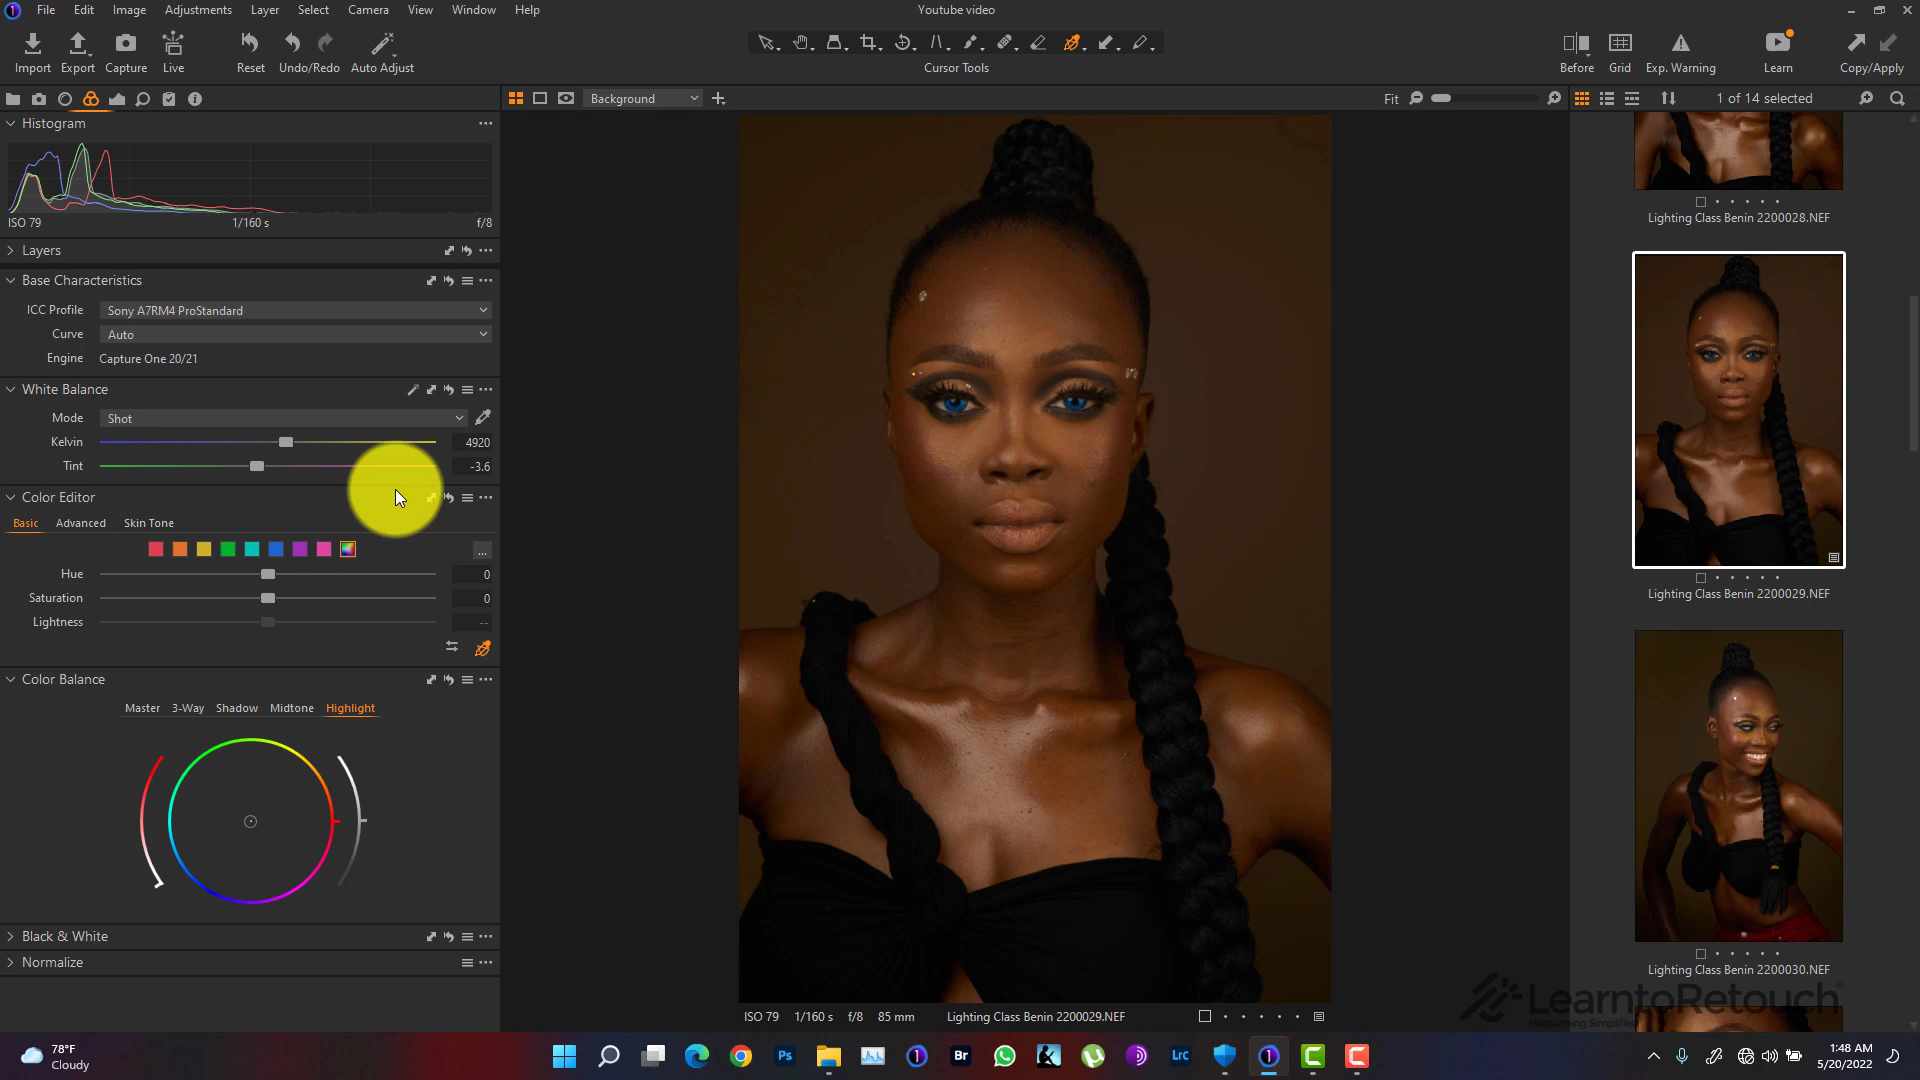 File Edit Image Adjustments Layer Select Camera View Window Help
Youtube video
Import Export Capture Live Reset Undo/Redo Auto Adjust
Cursor Tools
Before Grid Exp. Warning Learn Copy/Apply
Background
Fit
1 of 14 selected
Histogram
ISO 79 1/160 s f/8
Layers
Base Characteristics
ICC Profile Sony A7RM4 ProStandard
Curve Auto
Engine Capture One 20/21
White Balance
Mode Shot
Kelvin 4920
Tint -3.6
Color Editor
Basic Advanced Skin Tone
Hue 0
Saturation 0
Lightness --
Color Balance
Master 3-Way Shadow Midtone Highlight
Black & White
Normalize
ISO 79 1/160 s f/8 85 mm Lighting Class Benin 2200029.NEF
Lighting Class Benin 2200028.NEF
Lighting Class Benin 2200029.NEF
Lighting Class Benin 2200030.NEF
LearntoRetouch
Retouching Simplified
78°F
Cloudy
Ps
Br
LrC
1:48 AM
5/20/2022